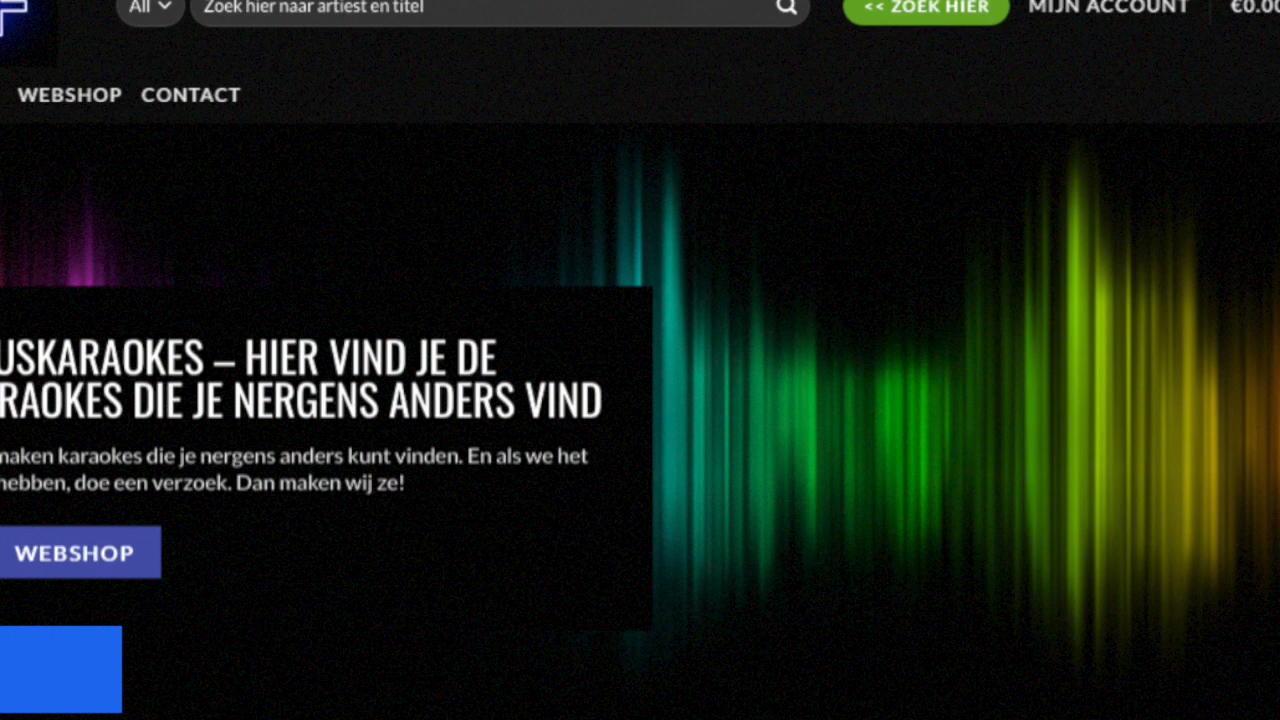 All
Zoek hier naar artiest en titel
<< ZOEK HIER
MIJN ACCOUNT
€0.00
WEBSHOP CONTACT
USKARAOKES – HIER VIND JE DE
RAOKES DIE JE NERGENS ANDERS VIND
maken karaokes die je nergens anders kunt vinden. En als we het
hebben, doe een verzoek. Dan maken wij ze!
WEBSHOP